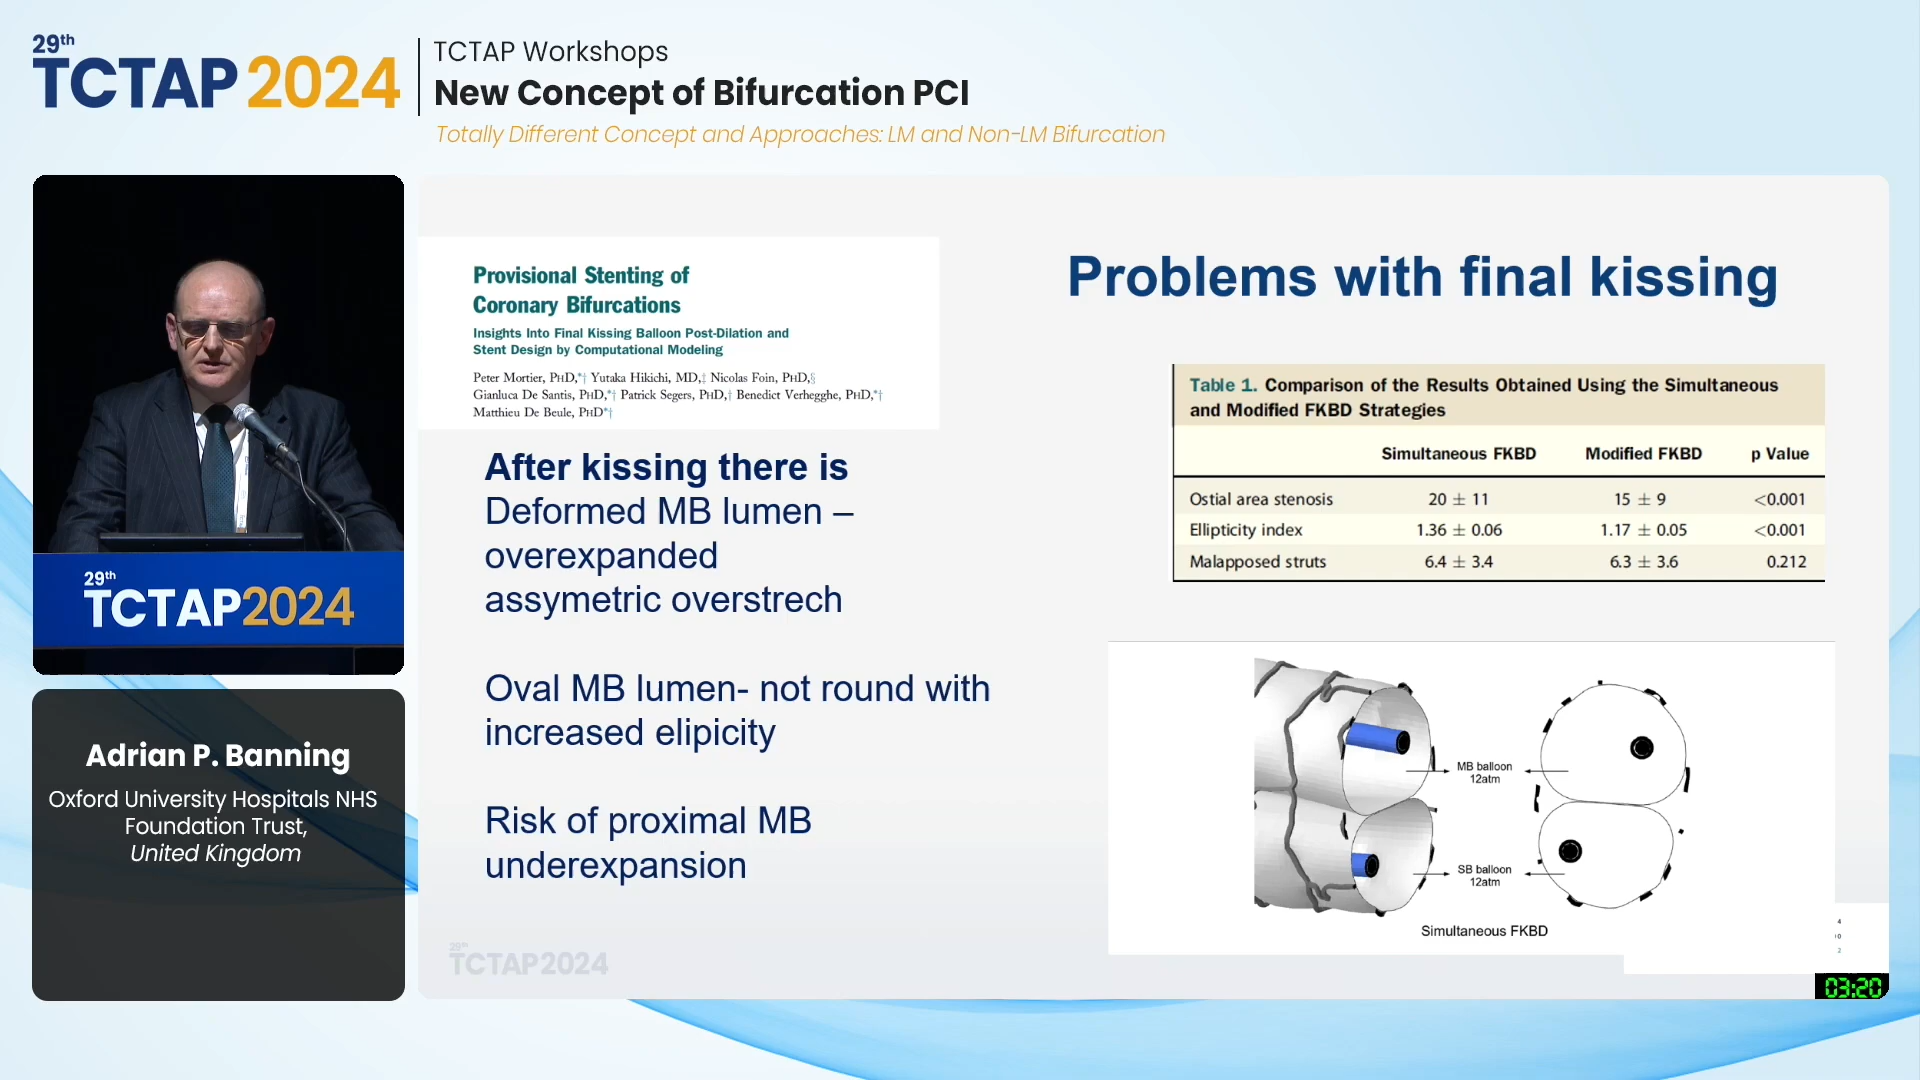 29th
TCTAP 2024
TCTAP Workshops
New Concept of Bifurcation PCI
Totally Different Concept and Approaches: LM and Non-LM Bifurcation
29th
TCTAP2024
Adrian P. Banning
Oxford University Hospitals NHS
Foundation Trust,
United Kingdom
Provisional Stenting of
Coronary Bifurcations
Insights Into Final Kissing Balloon Post-Dilation and
Stent Design by Computational Modeling
Peter Mortier, PHD,*† Yutaka Hikichi, MD,‡ Nicolas Foin, PHD,§
Gianluca De Santis, PHD,*† Patrick Segers, PHD,† Benedict Verhegghe, PHD,*†
Matthieu De Beule, PHD*†
After kissing there is
Deformed MB lumen –
overexpanded
assymetric overstrech
Oval MB lumen- not round with
increased elipicity
Risk of proximal MB
underexpansion
29th
TCTAP2024
Problems with final kissing
Table 1. Comparison of the Results Obtained Using the Simultaneous
and Modified FKBD Strategies
Simultaneous FKBD Modified FKBD p Value
Ostial area stenosis 20 ± 11 15 ± 9 <0.001
Ellipticity index 1.36 ± 0.06 1.17 ± 0.05 <0.001
Malapposed struts 6.4 ± 3.4 6.3 ± 3.6 0.212
MB balloon
12atm
SB balloon
12atm
Simultaneous FKBD
4
2
03:20